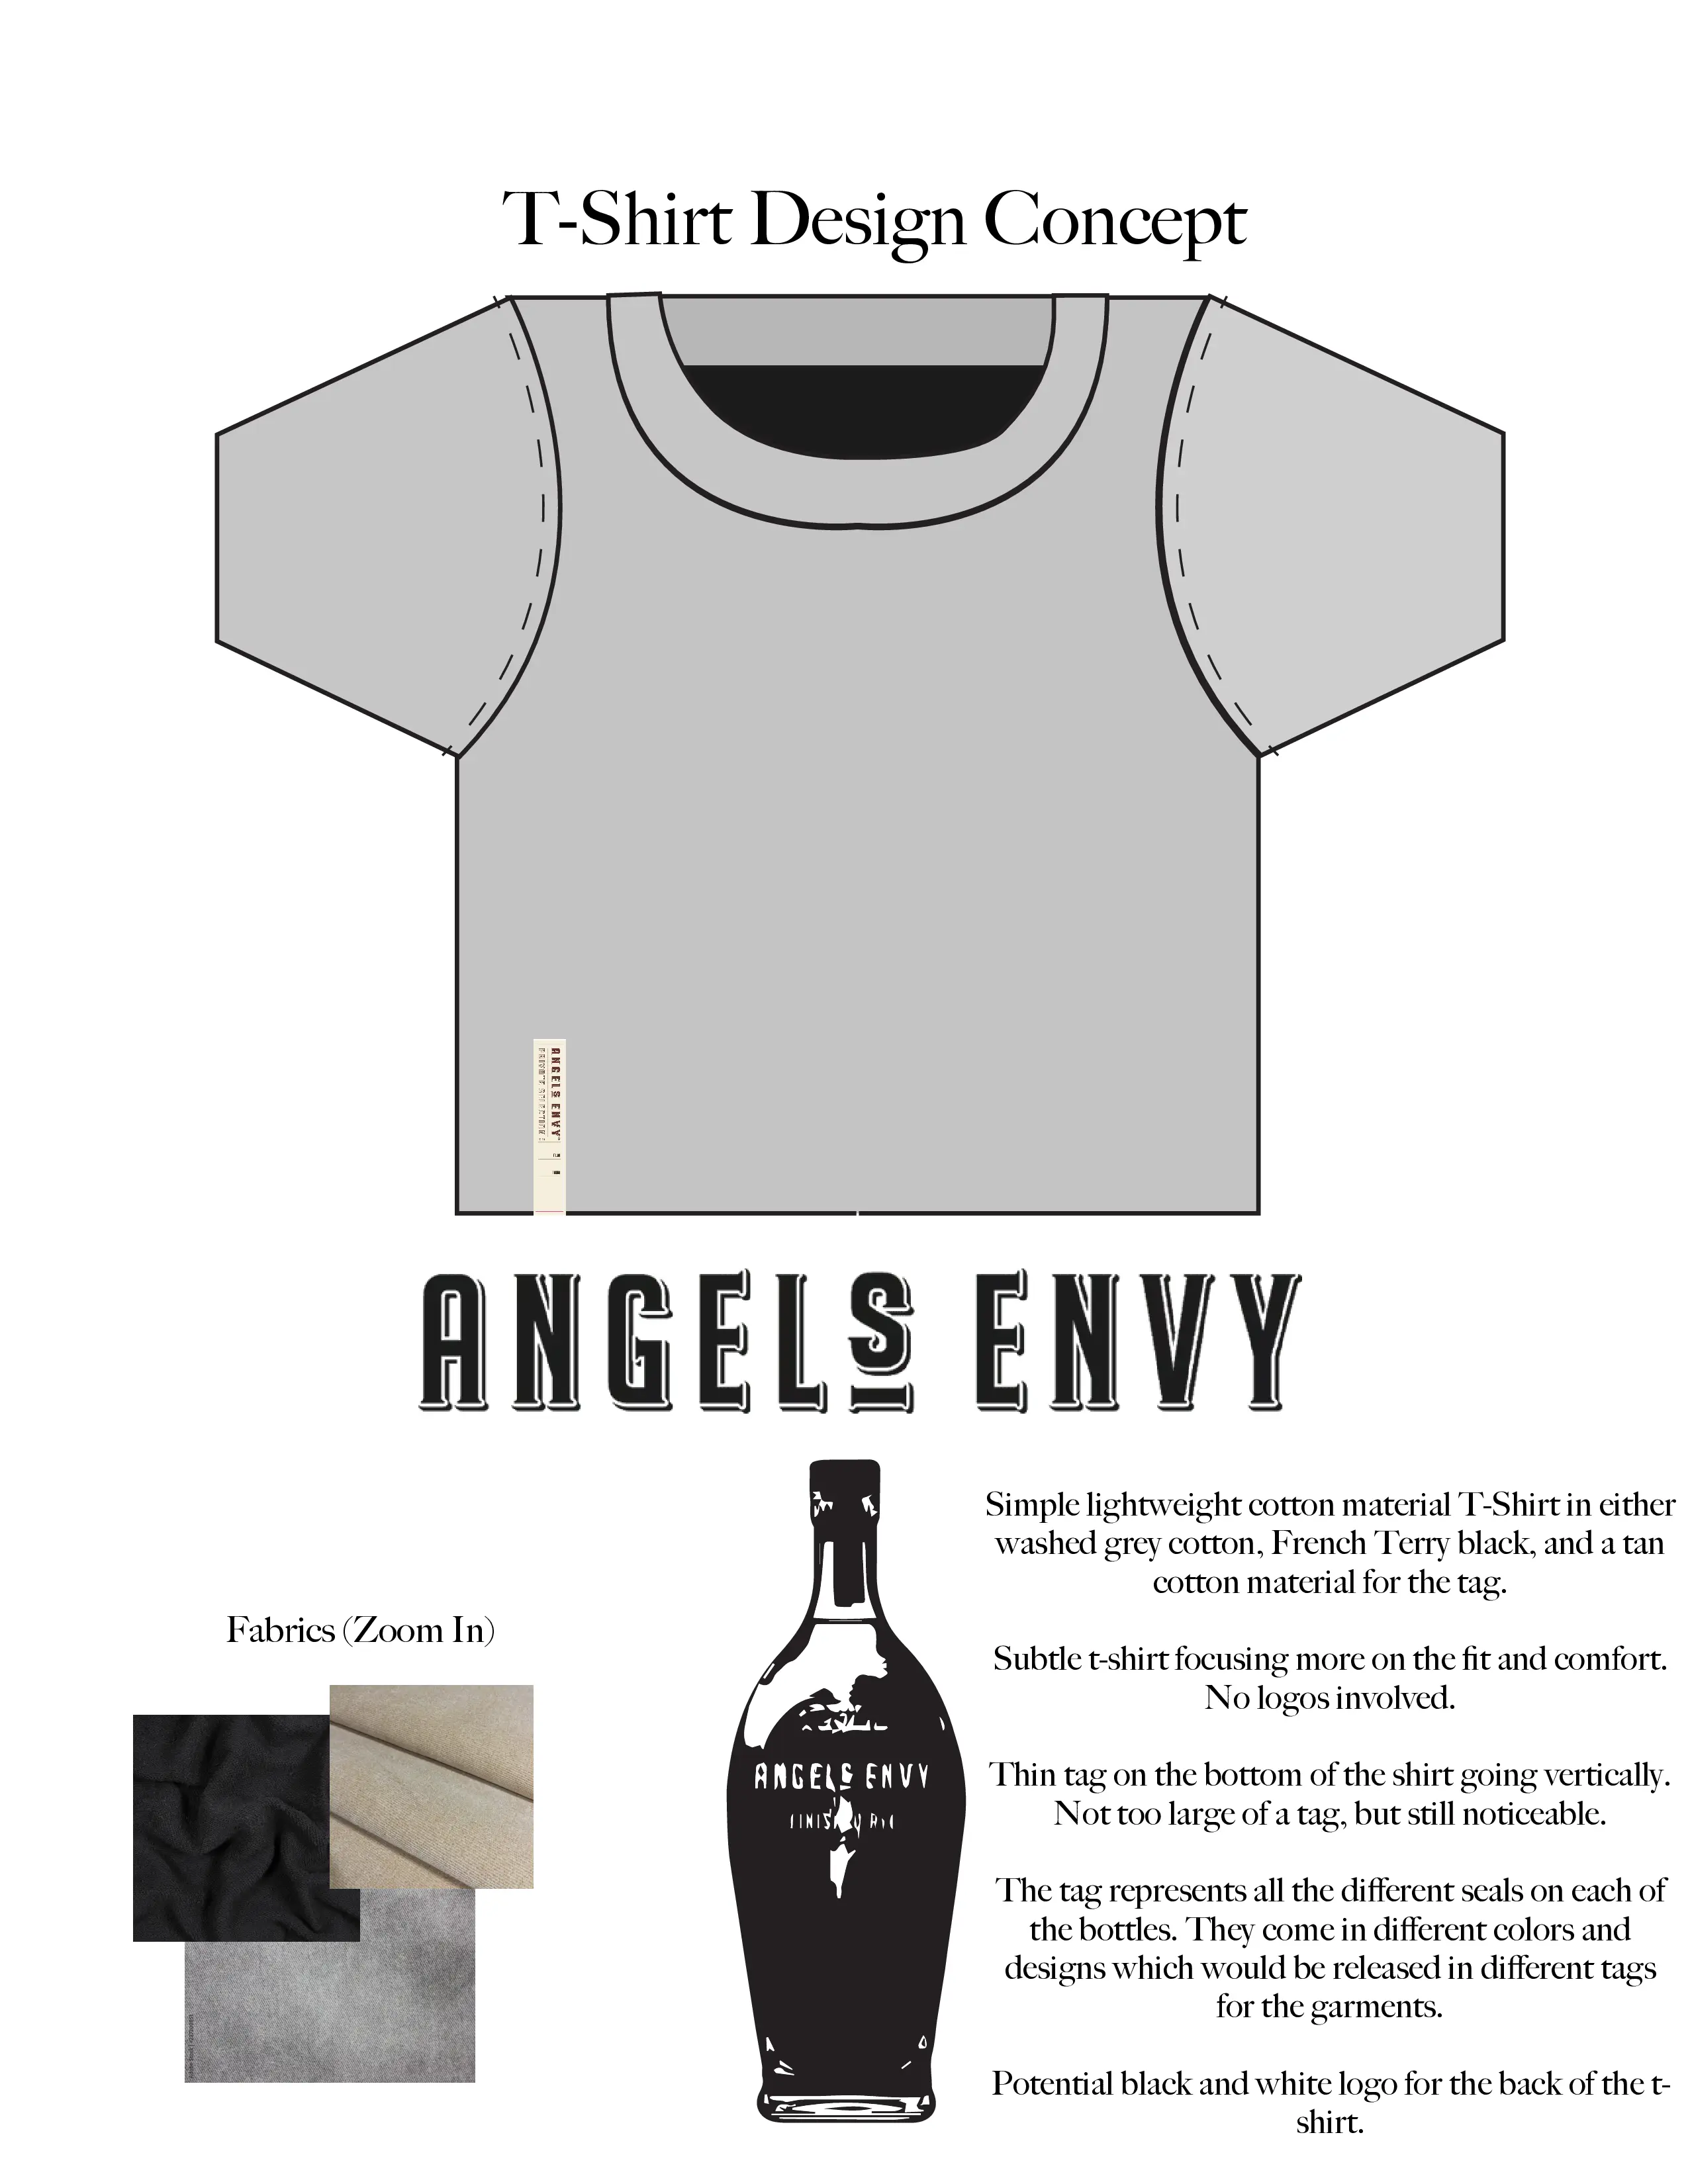 T-Shirt Design Concept
ANGELS ENVY
ANGELS ENVY
Simple lightweight cotton material T-Shirt in either
washed grey cotton, French Terry black, and a tan
cotton material for the tag.
Subtle t-shirt focusing more on the fit and comfort.
No logos involved.
Thin tag on the bottom of the shirt going vertically.
Not too large of a tag, but still noticeable.
The tag represents all the different seals on each of
the bottles. They come in different colors and
designs which would be released in different tags
for the garments.
Potential black and white logo for the back of the t-
shirt.
Fabrics (Zoom In)
ANGELS ENVY